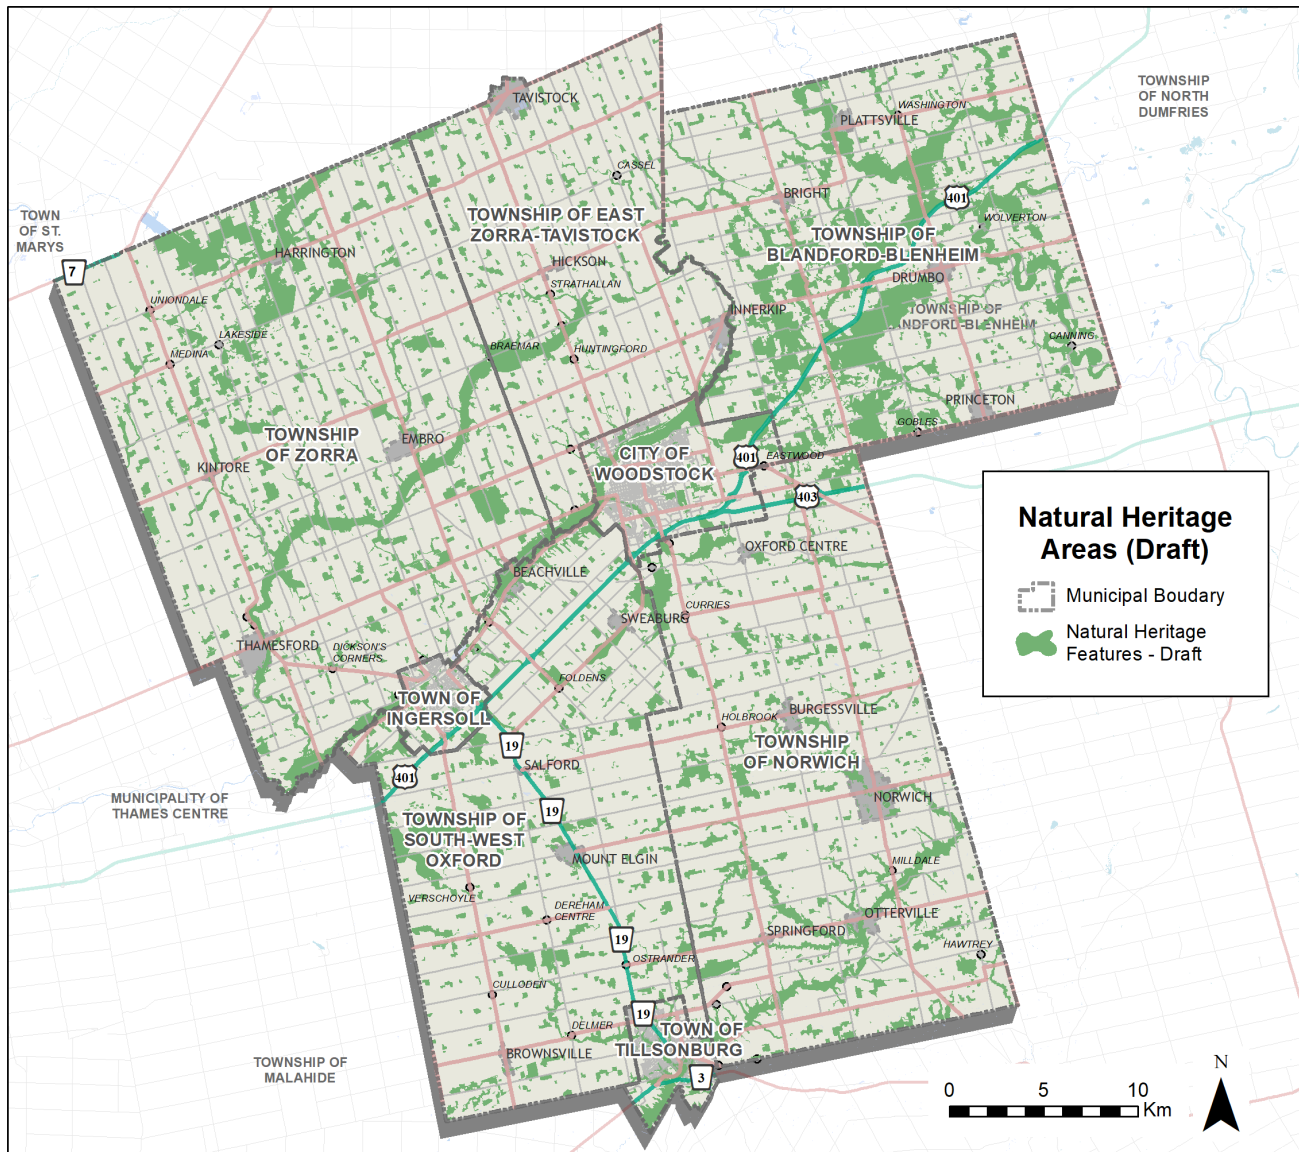 TAVISTOCK
TOWNSHIP
OF NORTH
DUMFRIES
WASHINGTON
PLATTSVILLE
CASSEL
BRIGHT
401
WOLVERTON
TOWN
OF ST.
MARYS
TOWNSHIP OF EAST
ZORRA-TAVISTOCK
TOWNSHIP OF
BLANDFORD-BLENHEIM
HARRINGTON
7
HICKSON
DRUMBO
STRATHALLAN
UNIONDALE
INNERKIP
TOWNSHIP OF
LANDFORD-BLENHEIM
LAKESIDE
MEDINA
BRAEMAR
HUNTINGFORD
CANNING
PRINCETON
GOBLES
TOWNSHIP
OF ZORRA
EMBRO
CITY OF
WOODSTOCK
401
EASTWOOD
KINTORE
403
Natural Heritage
Areas (Draft)
Municipal Boudary
Natural Heritage
Features - Draft
OXFORD CENTRE
BEACHVILLE
CURRIES
SWEABURG
THAMESFORD
DICKSON'S
CORNERS
FOLDENS
TOWN OF
INGERSOLL
BURGESSVILLE
HOLBROOK
19
TOWNSHIP
OF NORWICH
SALFORD
401
MUNICIPALITY OF
THAMES CENTRE
NORWICH
19
TOWNSHIP OF
SOUTH-WEST
OXFORD
MOUNT ELGIN
MILLDALE
VERSCHOYLE
DEREHAM
CENTRE
OTTERVILLE
SPRINGFORD
19
HAWTREY
OSTRANDER
CULLODEN
19
DELMER
TOWN OF
TILLSONBURG
BROWNSVILLE
TOWNSHIP OF
MALAHIDE
3
N
0 5 10
Km